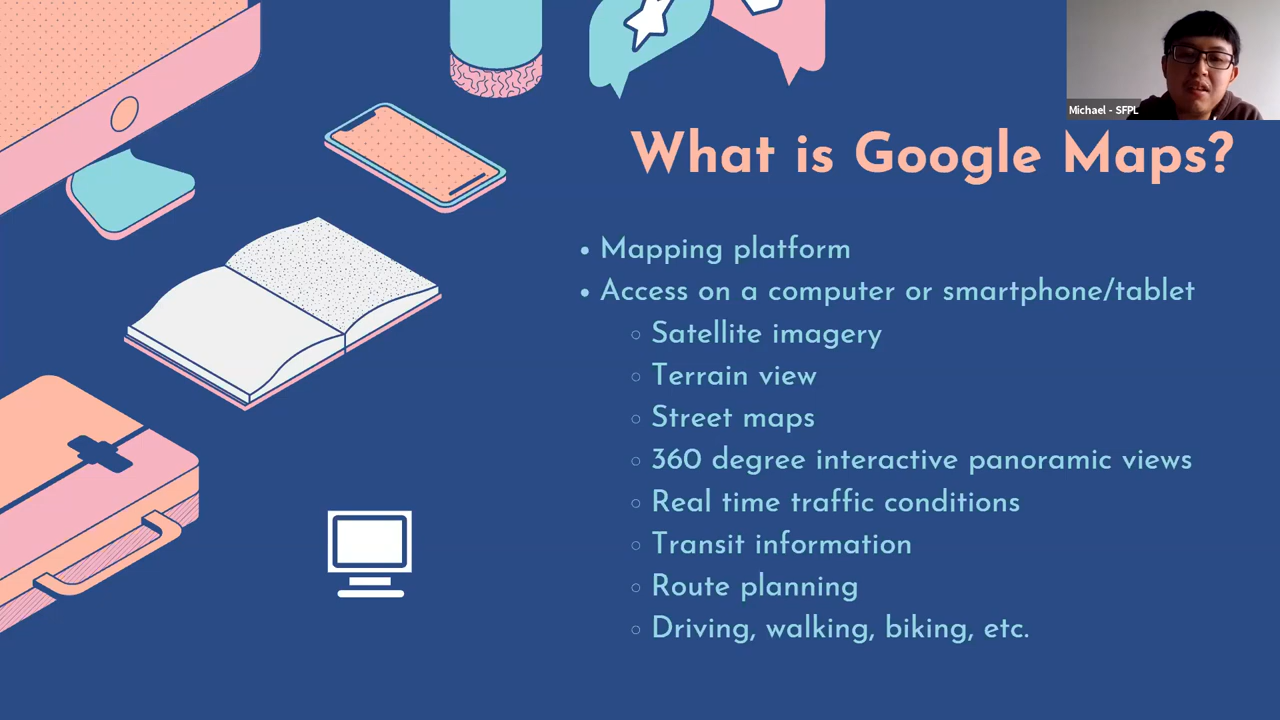 Michael - SFPL
What is Google Maps?
• Mapping platform
• Access on a computer or smartphone/tablet
○ Satellite imagery
○ Terrain view
○ Street maps
○ 360 degree interactive panoramic views
○ Real time traffic conditions
○ Transit information
○ Route planning
○ Driving, walking, biking, etc.